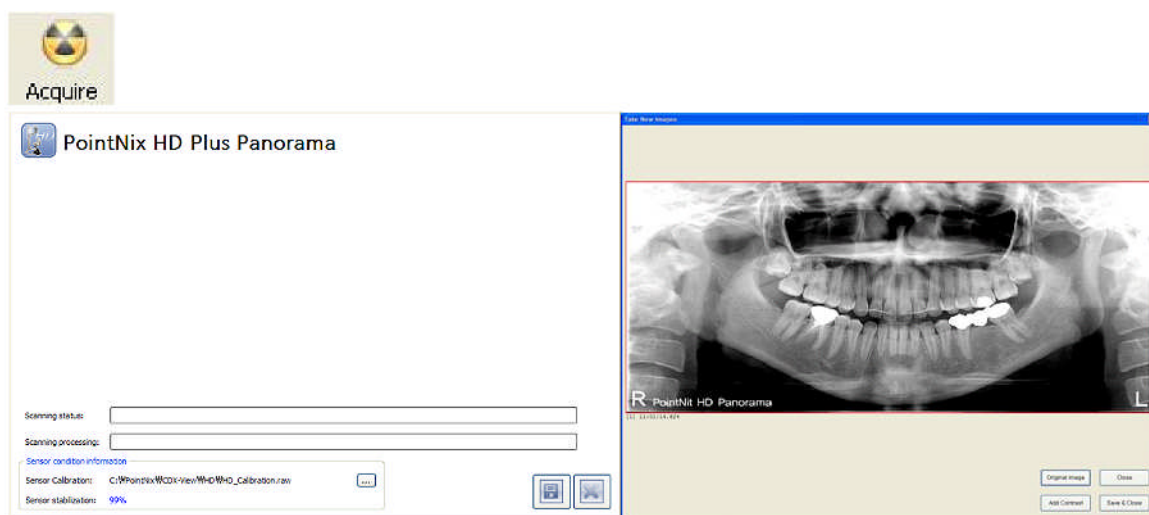 Acquire
PointNix HD Plus Panorama
Scanning status:
Scanning processing:
Sensor condition information
Sensor Calibration: C:₩PointNix₩CDX-View₩HD₩HD_Calibration.raw ...
Sensor stabilization: 99%
Take New Images
R PointNit HD Panorama L
Original Image Close
Add Contrast Save & Close